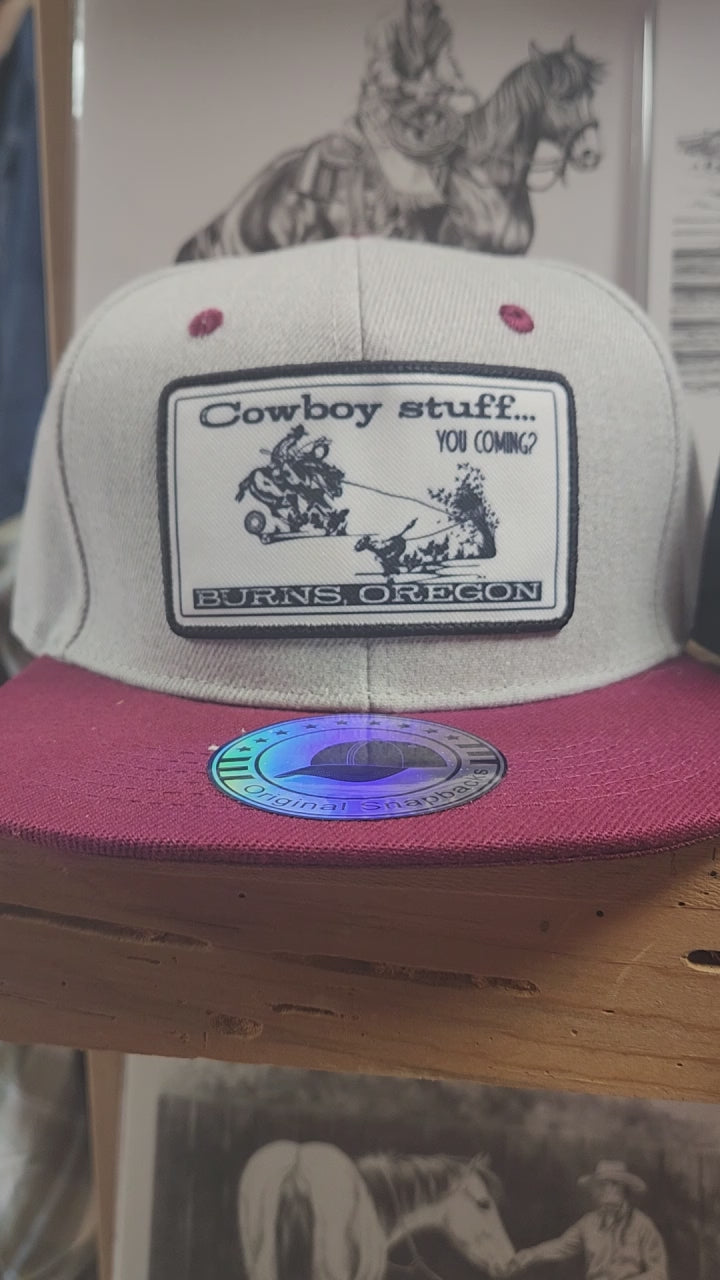 Cowboy stuff...
YOU COMING?
BURNS, OREGON
Original Snapbacks